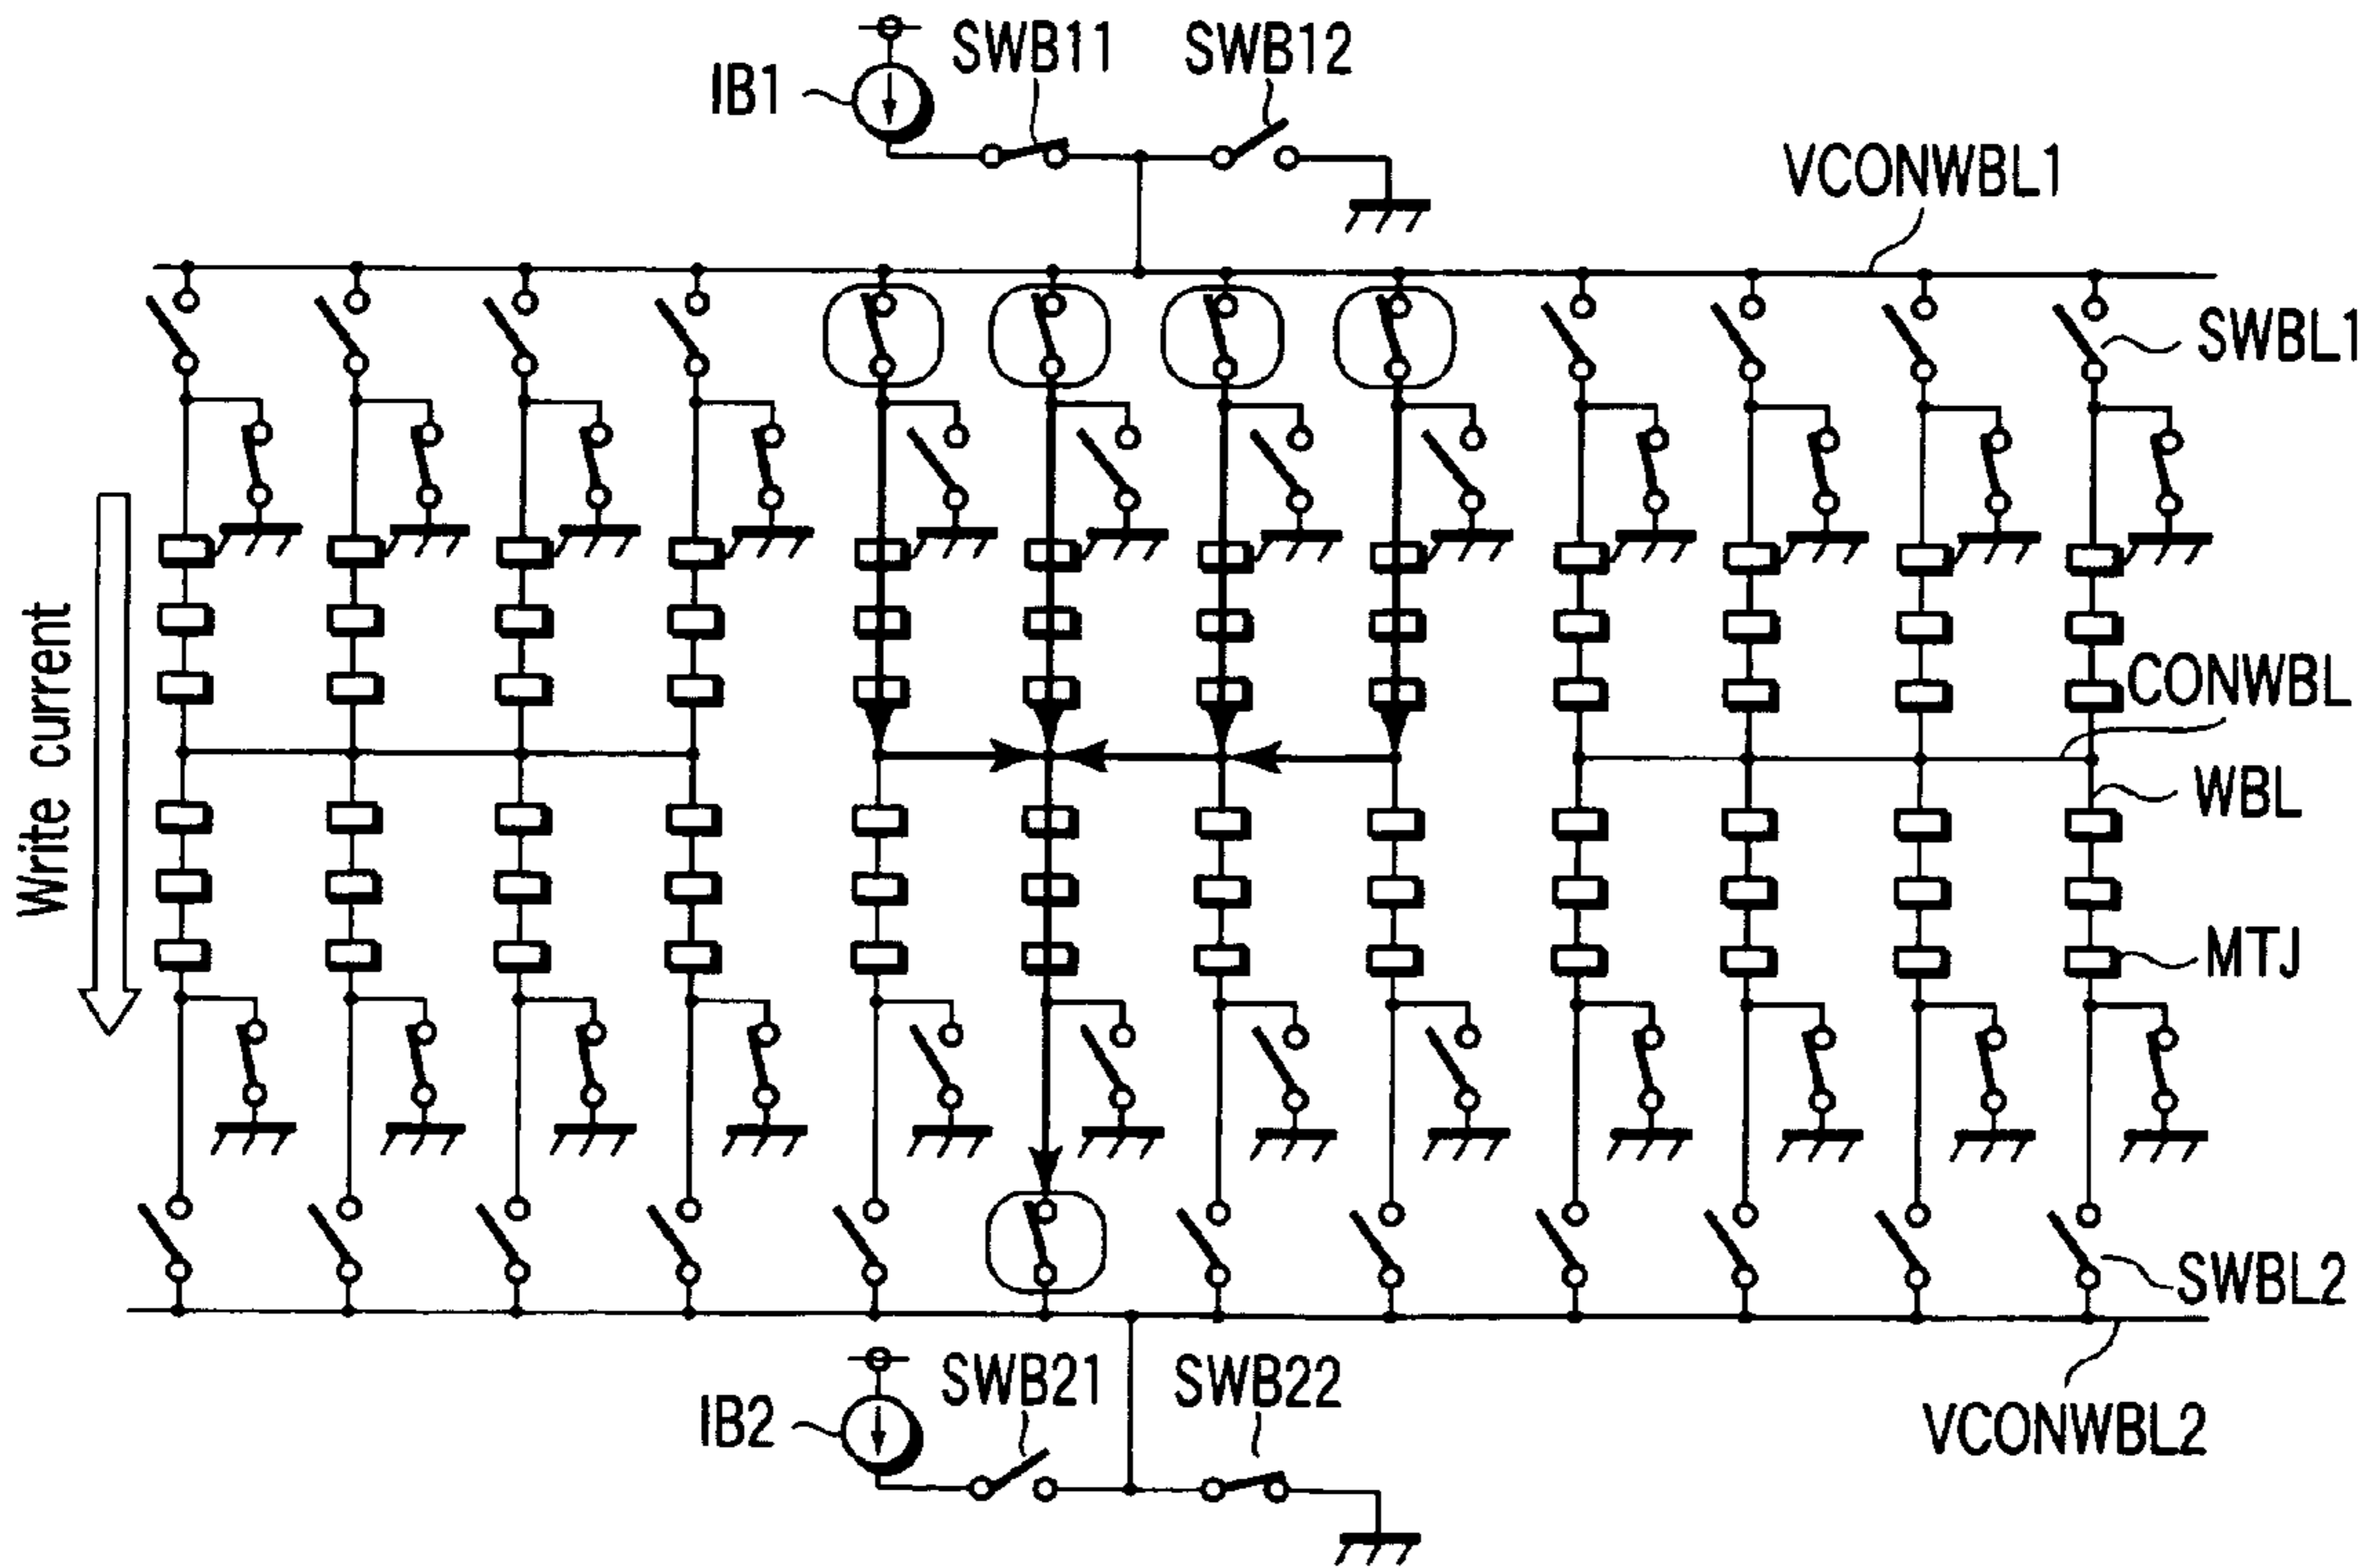 IB1
SWB11
SWB12
VCONWBL1
SWBL1
Write current
CONWBL
WBL
MTJ
SWBL2
IB2
SWB21
SWB22
VCONWBL2